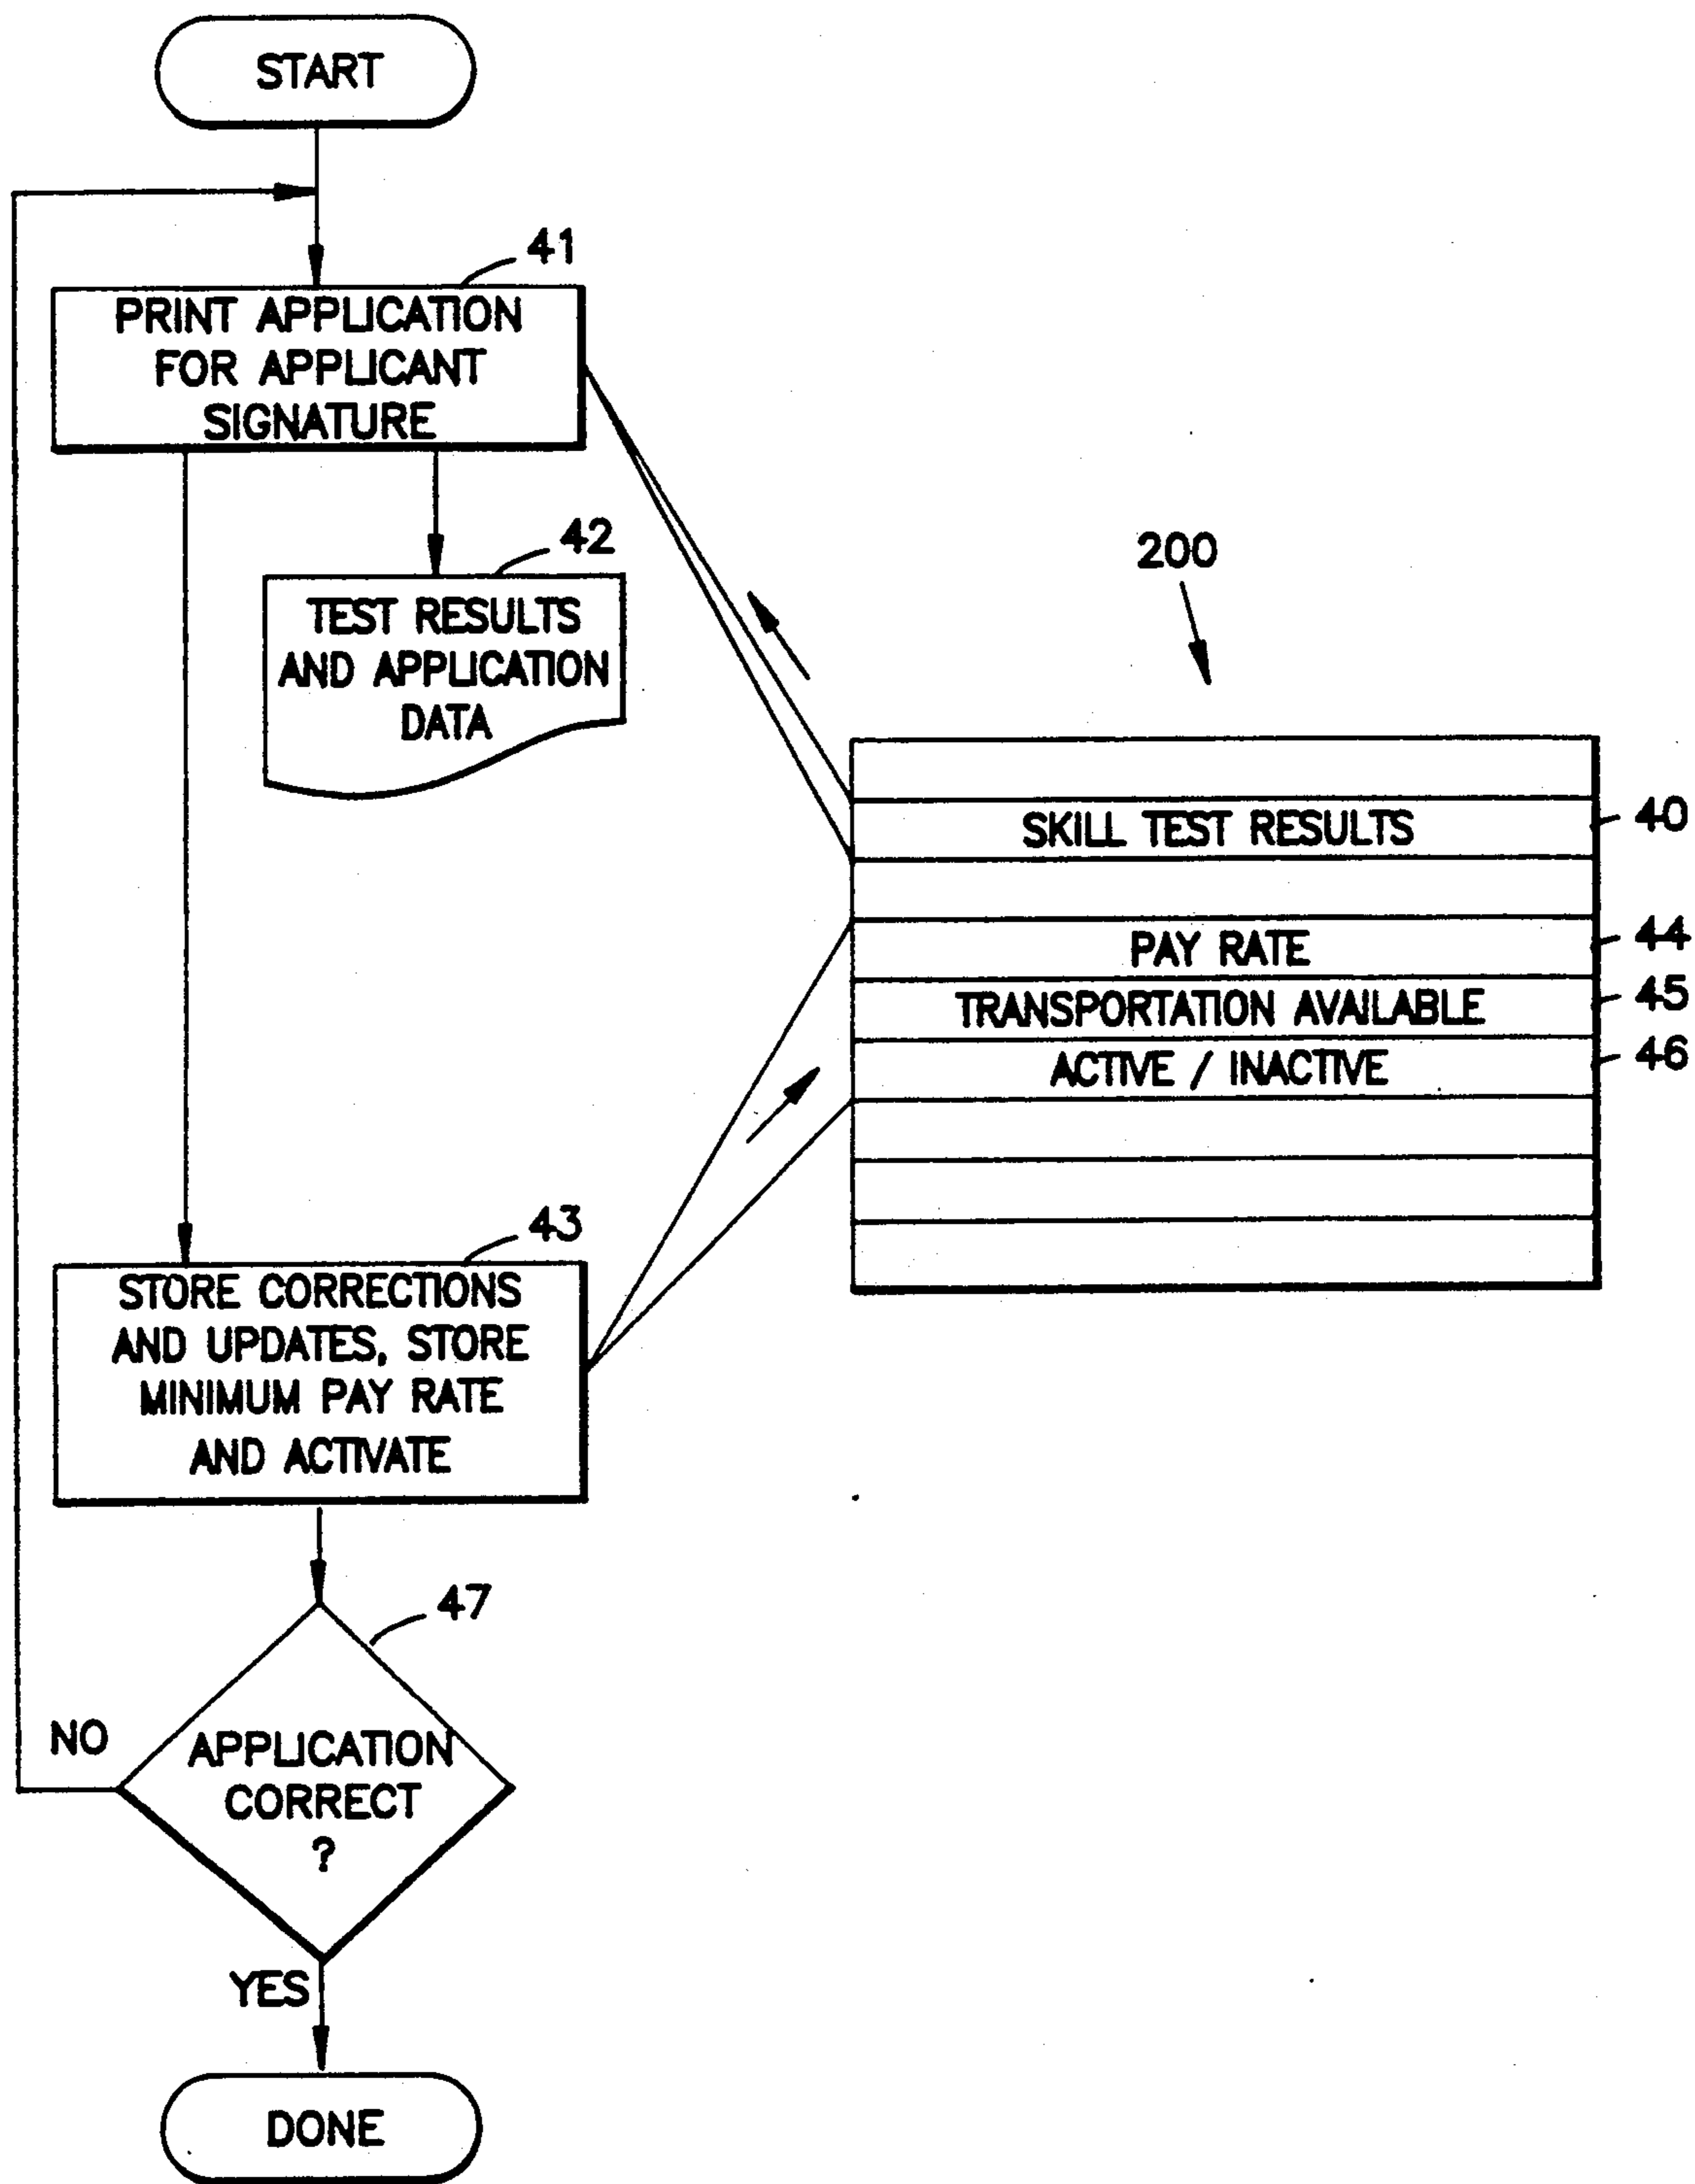 START
41
PRINT APPLICATION
FOR APPLICANT
SIGNATURE
42
TEST RESULTS
AND APPLICATION
DATA
200
SKILL TEST RESULTS
40
PAY RATE
44
TRANSPORTATION AVAILABLE
45
ACTIVE / INACTIVE
46
43
STORE CORRECTIONS
AND UPDATES, STORE
MINIMUM PAY RATE
AND ACTIVATE
47
NO
APPLICATION
CORRECT
?
YES
DONE